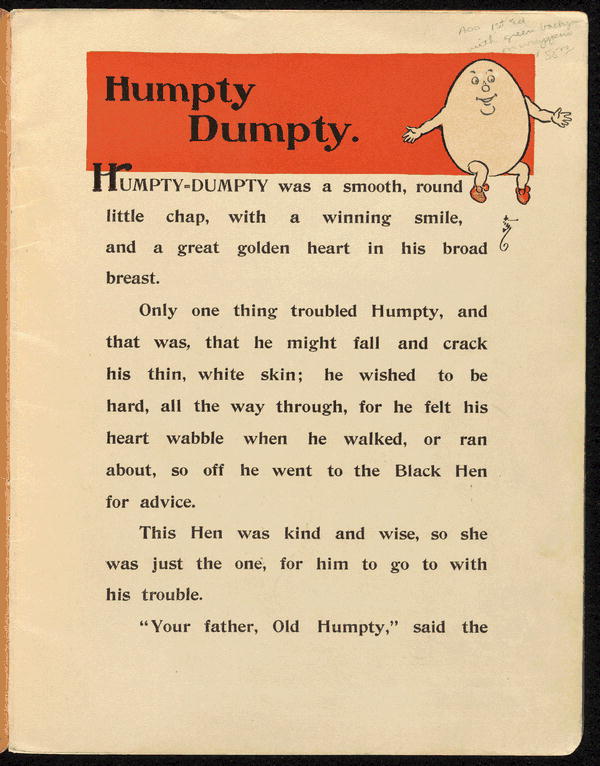 Also 1st ed
with green
Humpty
Dumpty.
HUMPTY=DUMPTY was a smooth, round
little chap, with a winning smile,
and a great golden heart in his broad
breast.
Only one thing troubled Humpty, and
that was, that he might fall and crack
his thin, white skin; he wished to be
hard, all the way through, for he felt his
heart wabble when he walked, or ran
about, so off he went to the Black Hen
for advice.
This Hen was kind and wise, so she
was just the one, for him to go to with
his trouble.
"Your father, Old Humpty," said the